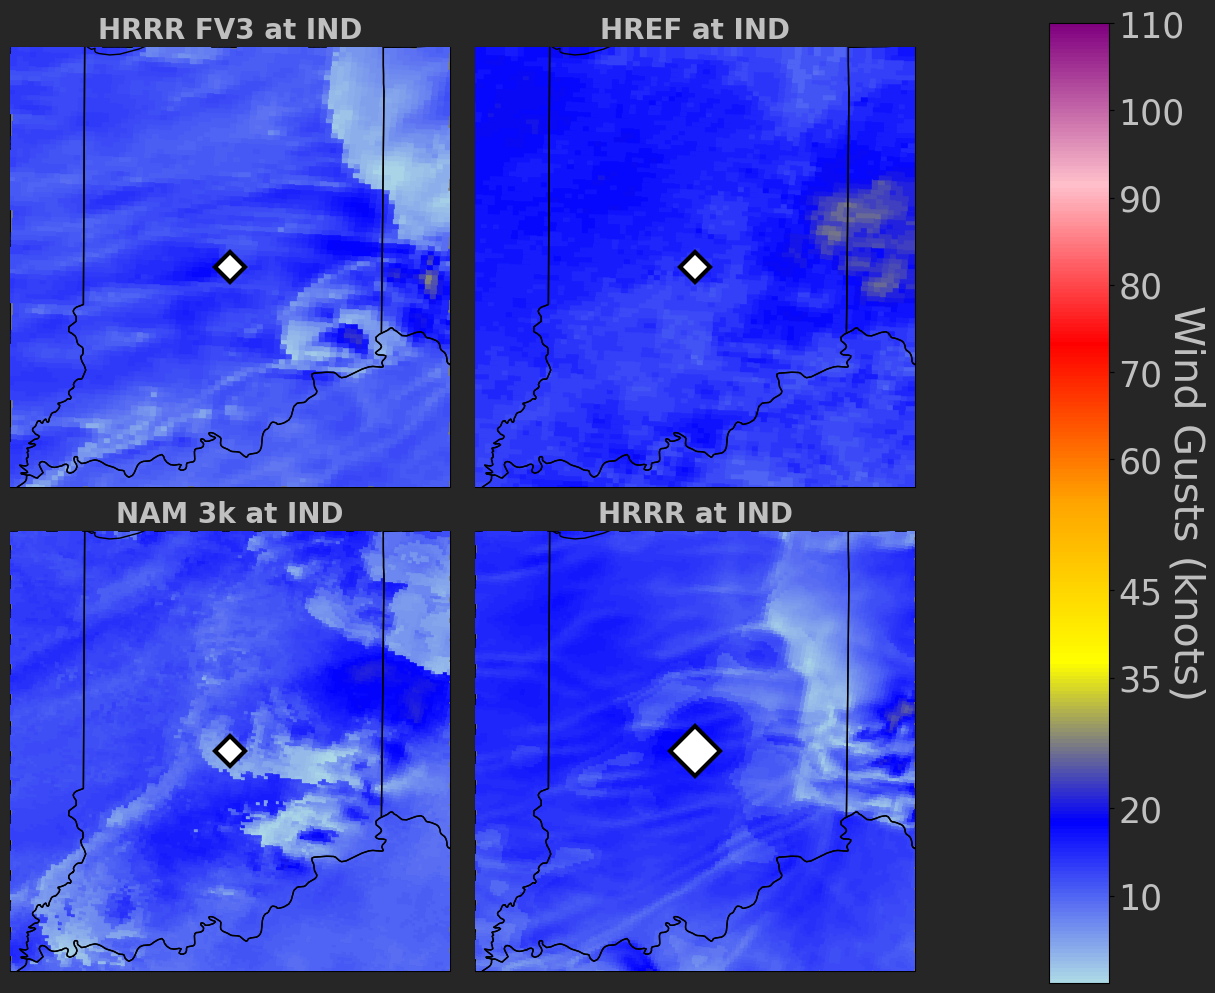 HRRR FV3 at IND
HREF at IND
NAM 3k at IND
HRRR at IND
110
100
90
80
70
60
45
35
20
10
Wind Gusts (knots)